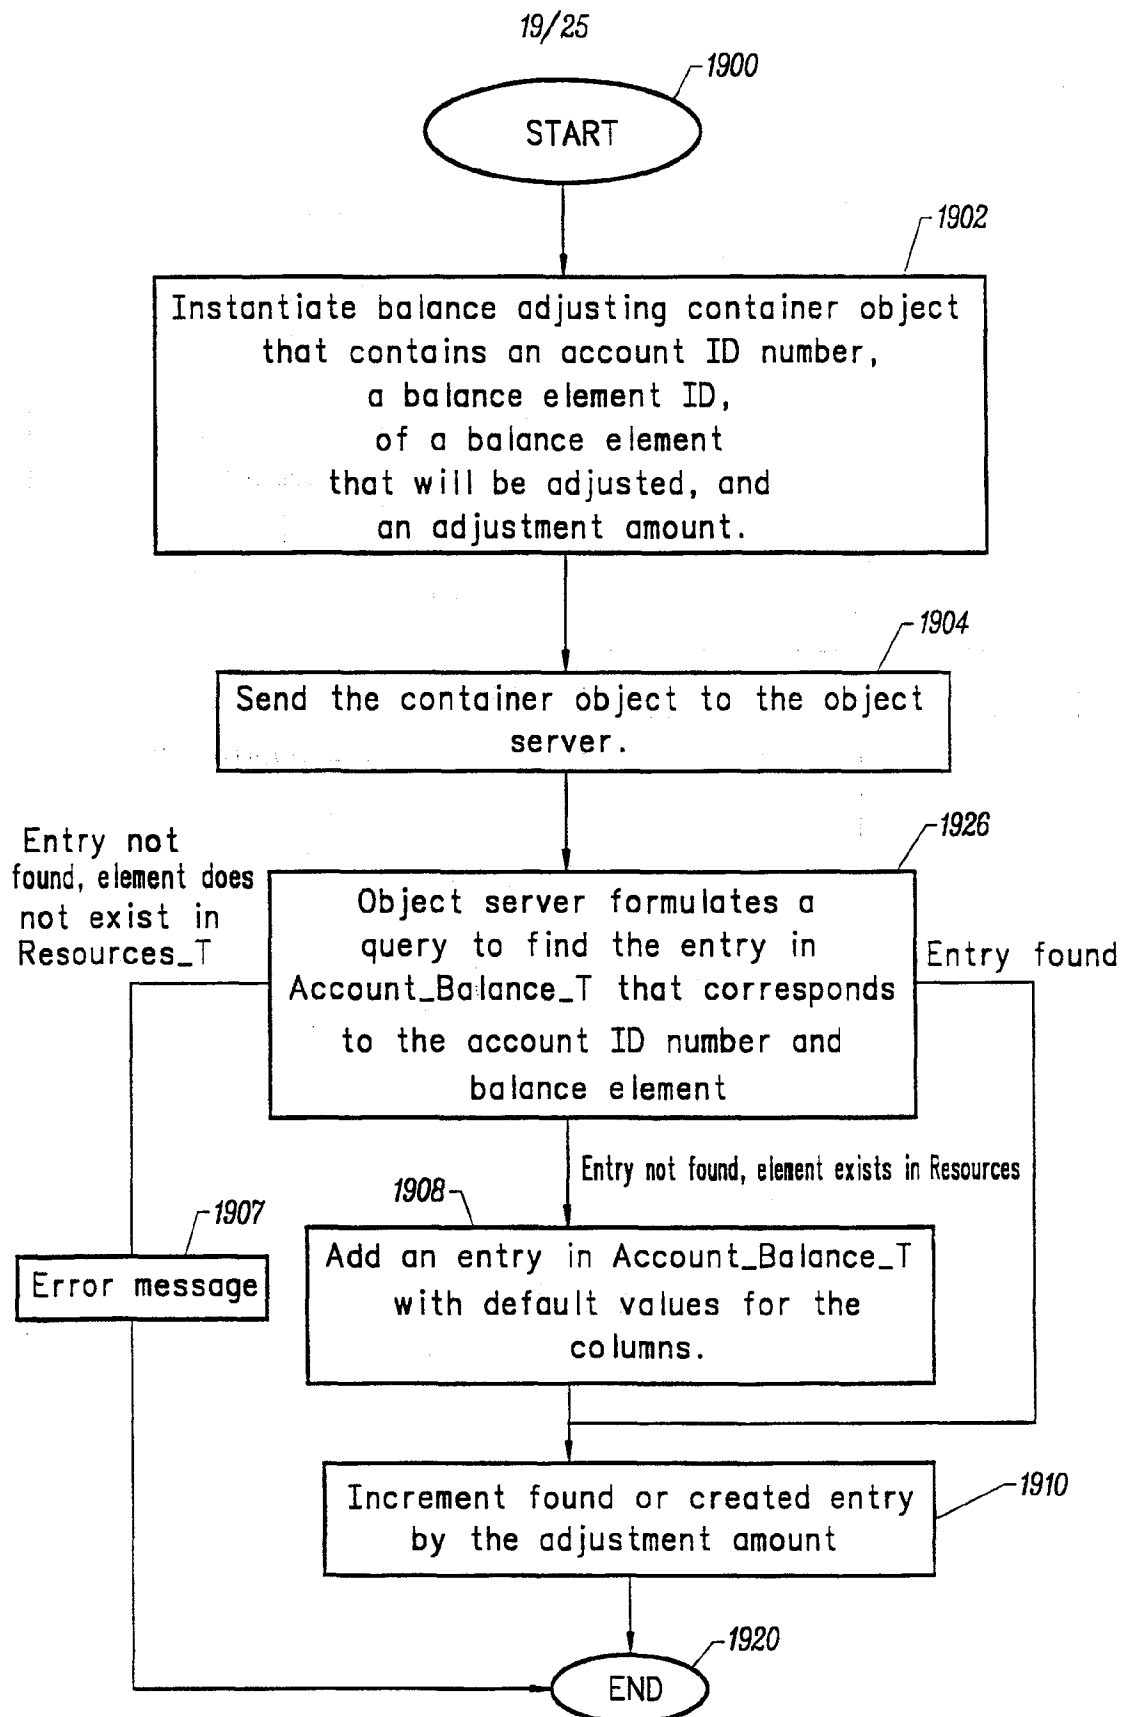 19/25
1900
START
1902
Instantiate balance adjusting container object
that contains an account ID number,
a balance element ID,
of a balance element
that will be adjusted, and
an adjustment amount.
1904
Send the container object to the object
server.
1926
Entry not
found, element does
not exist in
Resources_T
Object server formulates a
query to find the entry in
Account_Balance_T that corresponds
to the account ID number and
balance element
Entry found
Entry not found, element exists in Resources
1908
1907
Error message
Add an entry in Account_Balance_T
with default values for the
columns.
Increment found or created entry
by the adjustment amount
1910
1920
END